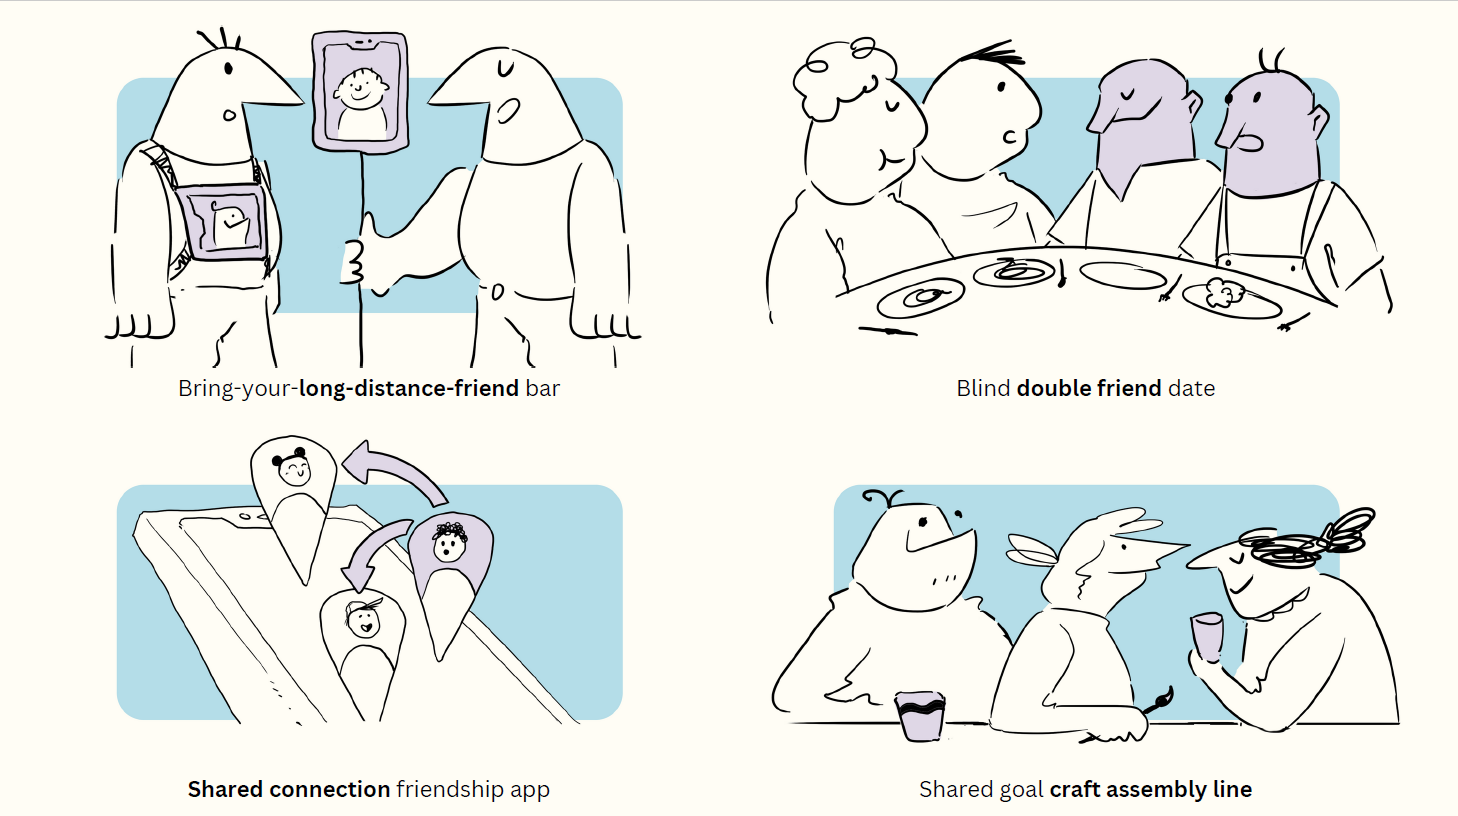 Bring-your-long-distance-friend bar
Blind double friend date
Shared connection friendship app
Shared goal craft assembly line